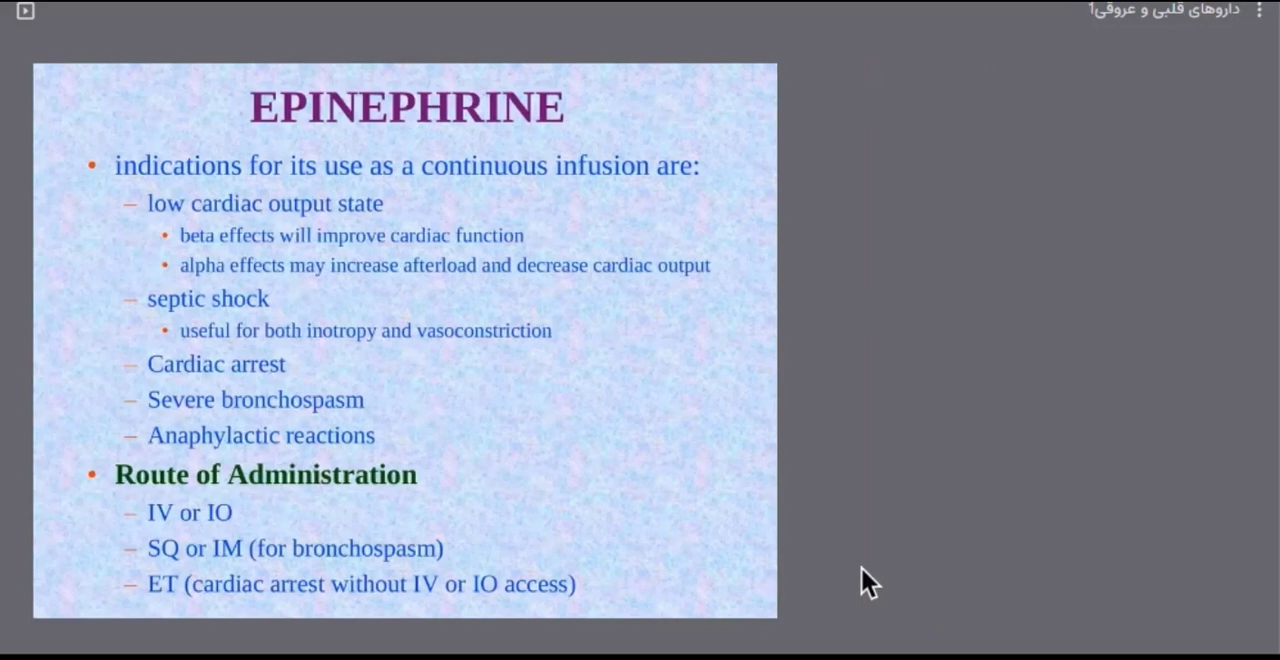 داروهای قلبی و عروقی1
EPINEPHRINE
• indications for its use as a continuous infusion are:
– low cardiac output state
• beta effects will improve cardiac function
• alpha effects may increase afterload and decrease cardiac output
– septic shock
• useful for both inotropy and vasoconstriction
– Cardiac arrest
– Severe bronchospasm
– Anaphylactic reactions
• Route of Administration
– IV or IO
– SQ or IM (for bronchospasm)
– ET (cardiac arrest without IV or IO access)